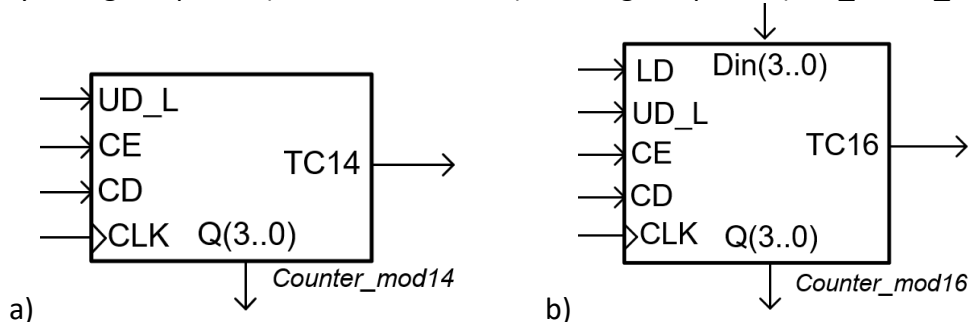 UD_L
CE
CD
CLK
Q(3..0)
TC14
Counter_mod14
a)
Din(3..0)
LD
UD_L
CE
CD
CLK
Q(3..0)
TC16
Counter_mod16
b)